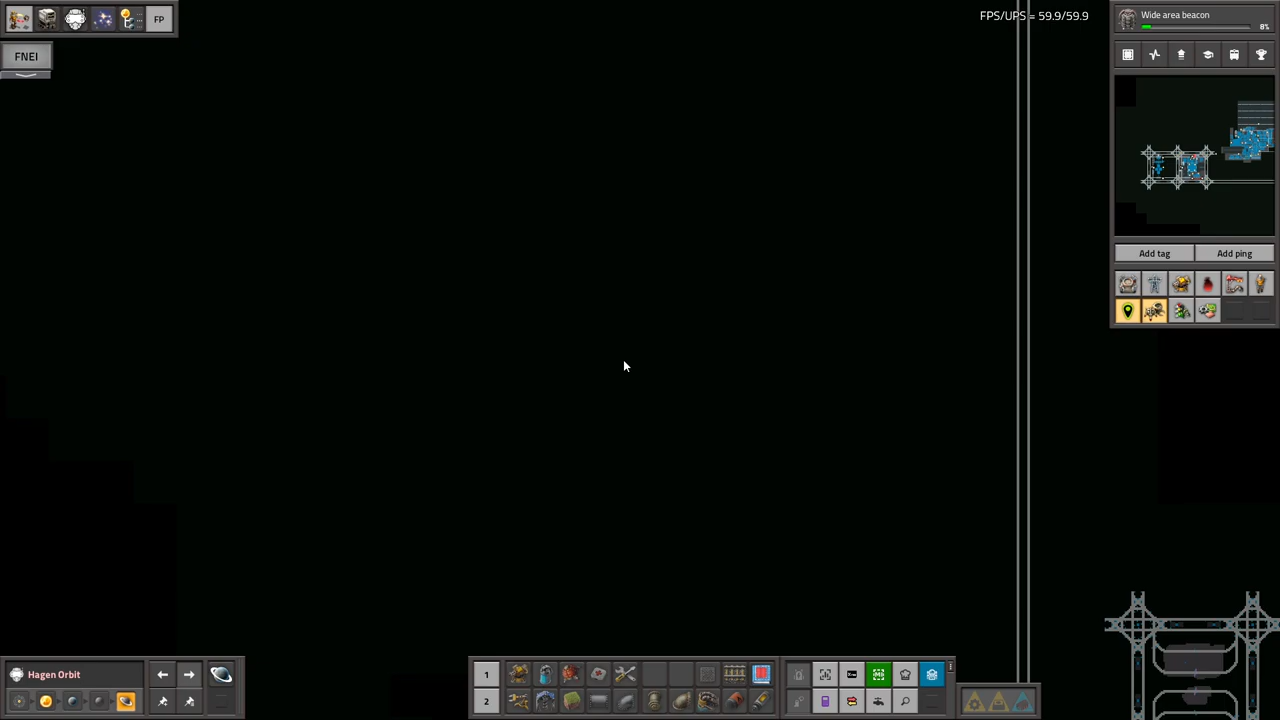 FP
FPS/UPS = 59.9/59.9
Wide area beacon
8%
FNEI
Add tag
Add ping
Hagen Orbit
1
2